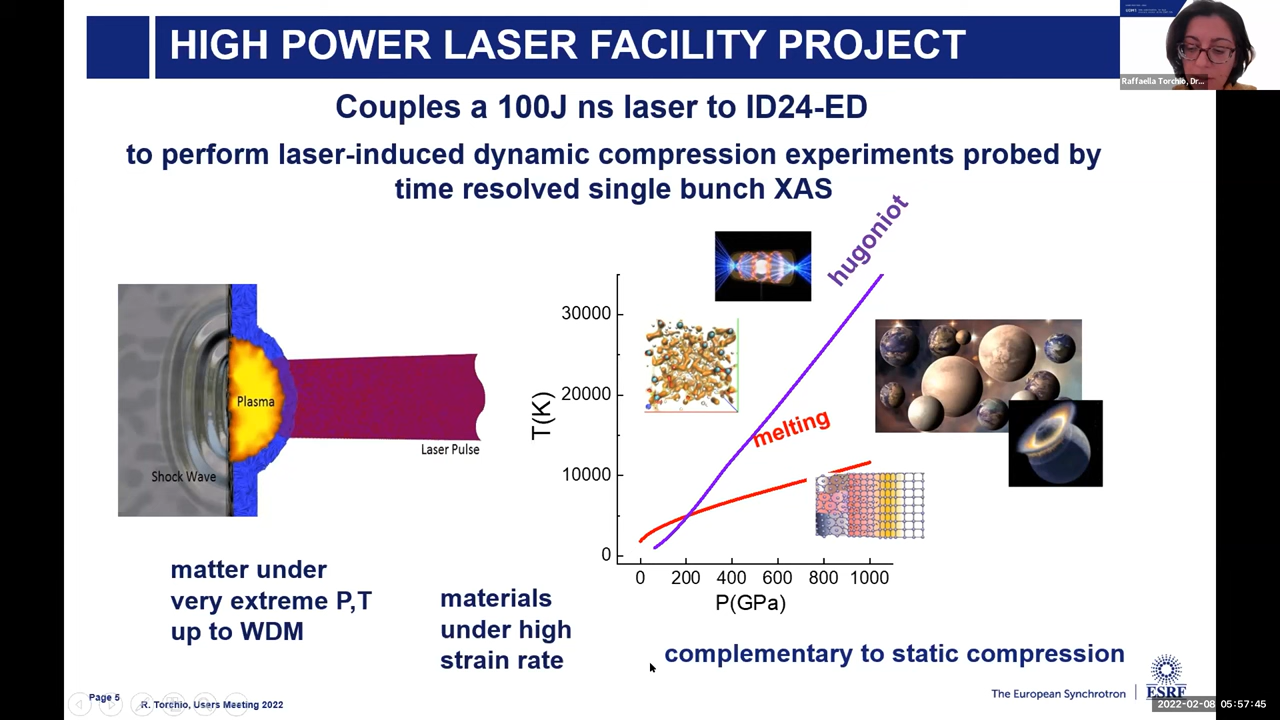 HIGH POWER LASER FACILITY PROJECT
Raffaella Torchio, Dr...
Couples a 100J ns laser to ID24-ED
to perform laser-induced dynamic compression experiments probed by
time resolved single bunch XAS
hugoniot
30000
20000
10000
0
T(K)
melting
Plasma
Laser Pulse
Shock Wave
0 200 400 600 800 1000
P(GPa)
matter under
very extreme P,T
up to WDM
materials
under high
strain rate
complementary to static compression
Page 5
R. Torchio, Users Meeting 2022
The European Synchrotron
ESRF
2022-02-08 05:57:45